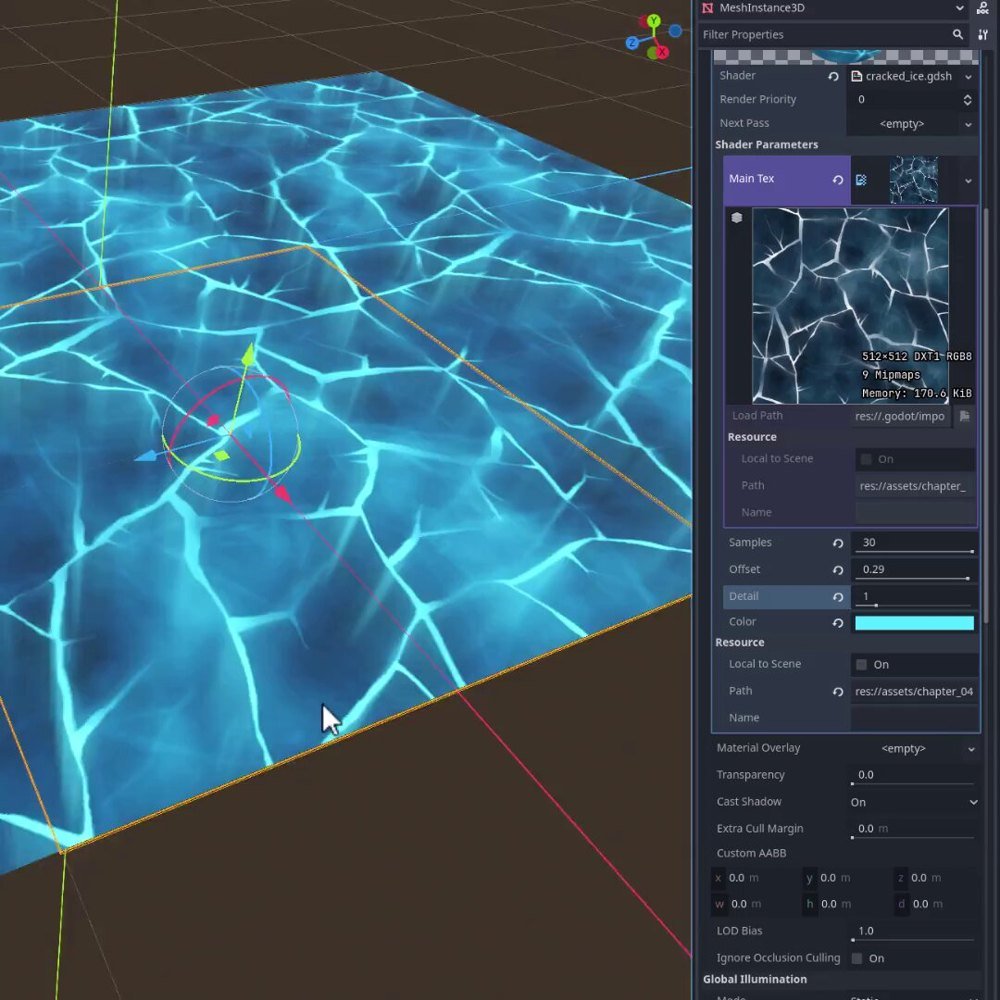 MeshInstance3D
DOC
Filter Properties
Y
Z
X
Shader cracked_ice.gdsh
Render Priority 0
Next Pass <empty>
Shader Parameters
Main Tex
512×512 DXT1 RGB8
9 Mipmaps
Memory: 170.6 KiB
Load Path res://.godot/impo
Resource
Local to Scene On
Path res://assets/chapter_
Name
Samples 30
Offset 0.29
Detail 1
Color
Resource
Local to Scene On
Path res://assets/chapter_04
Name
Material Overlay <empty>
Transparency 0.0
Cast Shadow On
Extra Cull Margin 0.0 m
Custom AABB
x 0.0 m y 0.0 m z 0.0 m
w 0.0 m h 0.0 m d 0.0 m
LOD Bias 1.0
Ignore Occlusion Culling On
Global Illumination